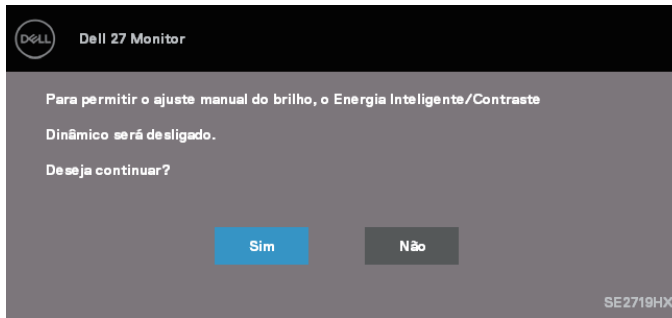 DELL
Dell 27 Monitor
Para permitir o ajuste manual do brilho, o Energia Inteligente/Contraste
Dinâmico será desligado.
Deseja continuar?
Sim
Não
SE2719HX